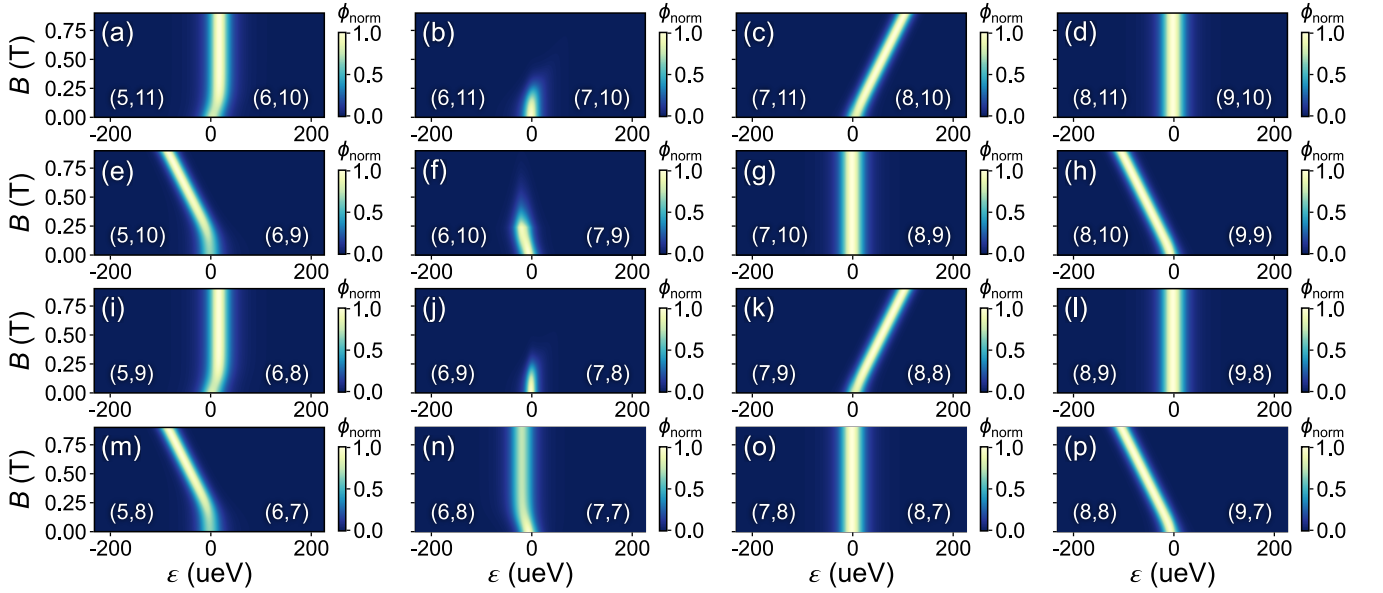 ϕnorm ϕnorm ϕnorm ϕnorm
B (T) 0.75 0.50 0.25 0.00
(a) (5,11) (6,10) 1.0 0.5 0.0
(b) (6,11) (7,10) 1.0 0.5 0.0
(c) (7,11) (8,10) 1.0 0.5 0.0
(d) (8,11) (9,10) 1.0 0.5 0.0
-200 0 200 -200 0 200 -200 0 200 -200 0 200
ϕnorm ϕnorm ϕnorm ϕnorm
B (T) 0.75 0.50 0.25 0.00
(e) (5,10) (6,9) 1.0 0.5 0.0
(f) (6,10) (7,9) 1.0 0.5 0.0
(g) (7,10) (8,9) 1.0 0.5 0.0
(h) (8,10) (9,9) 1.0 0.5 0.0
-200 0 200 -200 0 200 -200 0 200 -200 0 200
ϕnorm ϕnorm ϕnorm ϕnorm
B (T) 0.75 0.50 0.25 0.00
(i) (5,9) (6,8) 1.0 0.5 0.0
(j) (6,9) (7,8) 1.0 0.5 0.0
(k) (7,9) (8,8) 1.0 0.5 0.0
(l) (8,9) (9,8) 1.0 0.5 0.0
-200 0 200 -200 0 200 -200 0 200 -200 0 200
ϕnorm ϕnorm ϕnorm ϕnorm
B (T) 0.75 0.50 0.25 0.00
(m) (5,8) (6,7) 1.0 0.5 0.0
(n) (6,8) (7,7) 1.0 0.5 0.0
(o) (7,8) (8,7) 1.0 0.5 0.0
(p) (8,8) (9,7) 1.0 0.5 0.0
-200 0 200 -200 0 200 -200 0 200 -200 0 200
ε (ueV) ε (ueV) ε (ueV) ε (ueV)